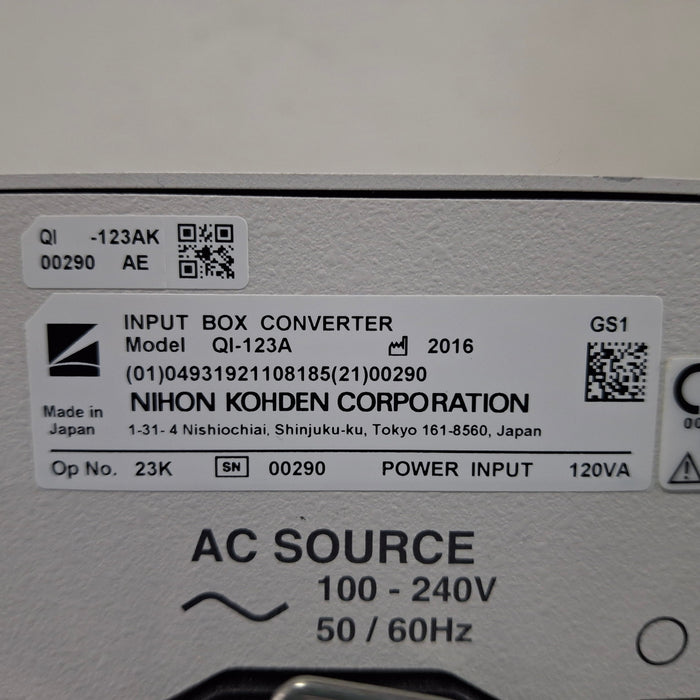 QI -123AK
00290 AE
INPUT BOX CONVERTER
GS1
Model QI-123A 2016
(01)04931921108185(21)00290
NIHON KOHDEN CORPORATION
Made in
Japan
1-31- 4 Nishiochiai, Shinjuku-ku, Tokyo 161-8560, Japan
Op No. 23K SN 00290 POWER INPUT 120VA
AC SOURCE
100 - 240V
50 / 60Hz